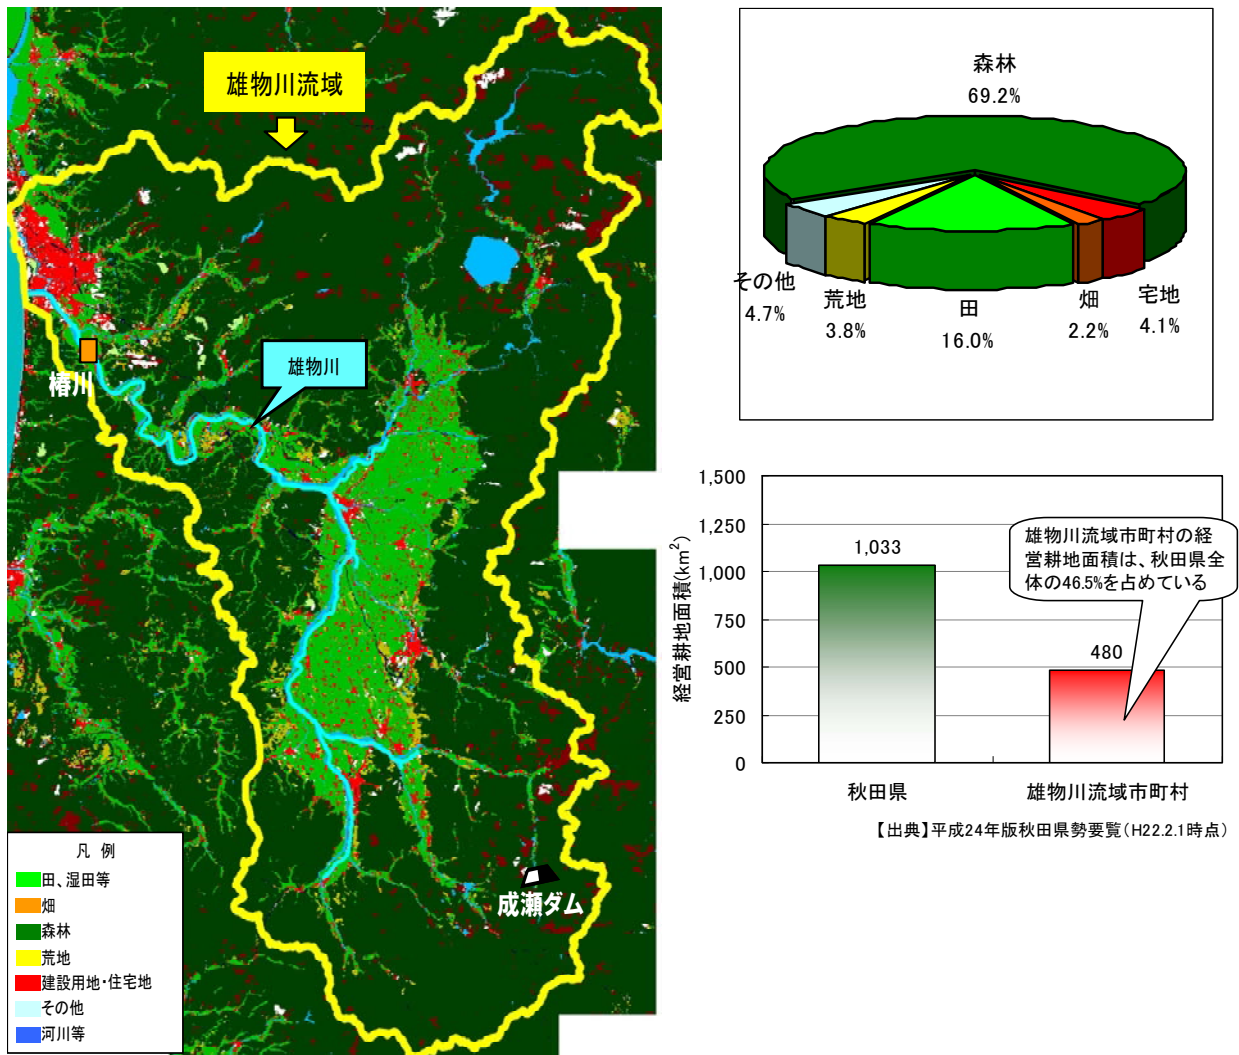 雄物川流域
雄物川
椿川
成瀬ダム
凡 例
田、湿田等
畑
森林
荒地
建設用地・住宅地
その他
河川等
森林
69.2%
その他
4.7%
荒地
3.8%
田
16.0%
畑
2.2%
宅地
4.1%
経営耕地面積(km²)
1,500
1,250
1,000
750
500
250
0
1,033
480
雄物川流域市町村の経
営耕地面積は、秋田県全
体の46.5%を占めている
秋田県
雄物川流域市町村
【出典】平成24年版秋田県勢要覧(H22.2.1時点)